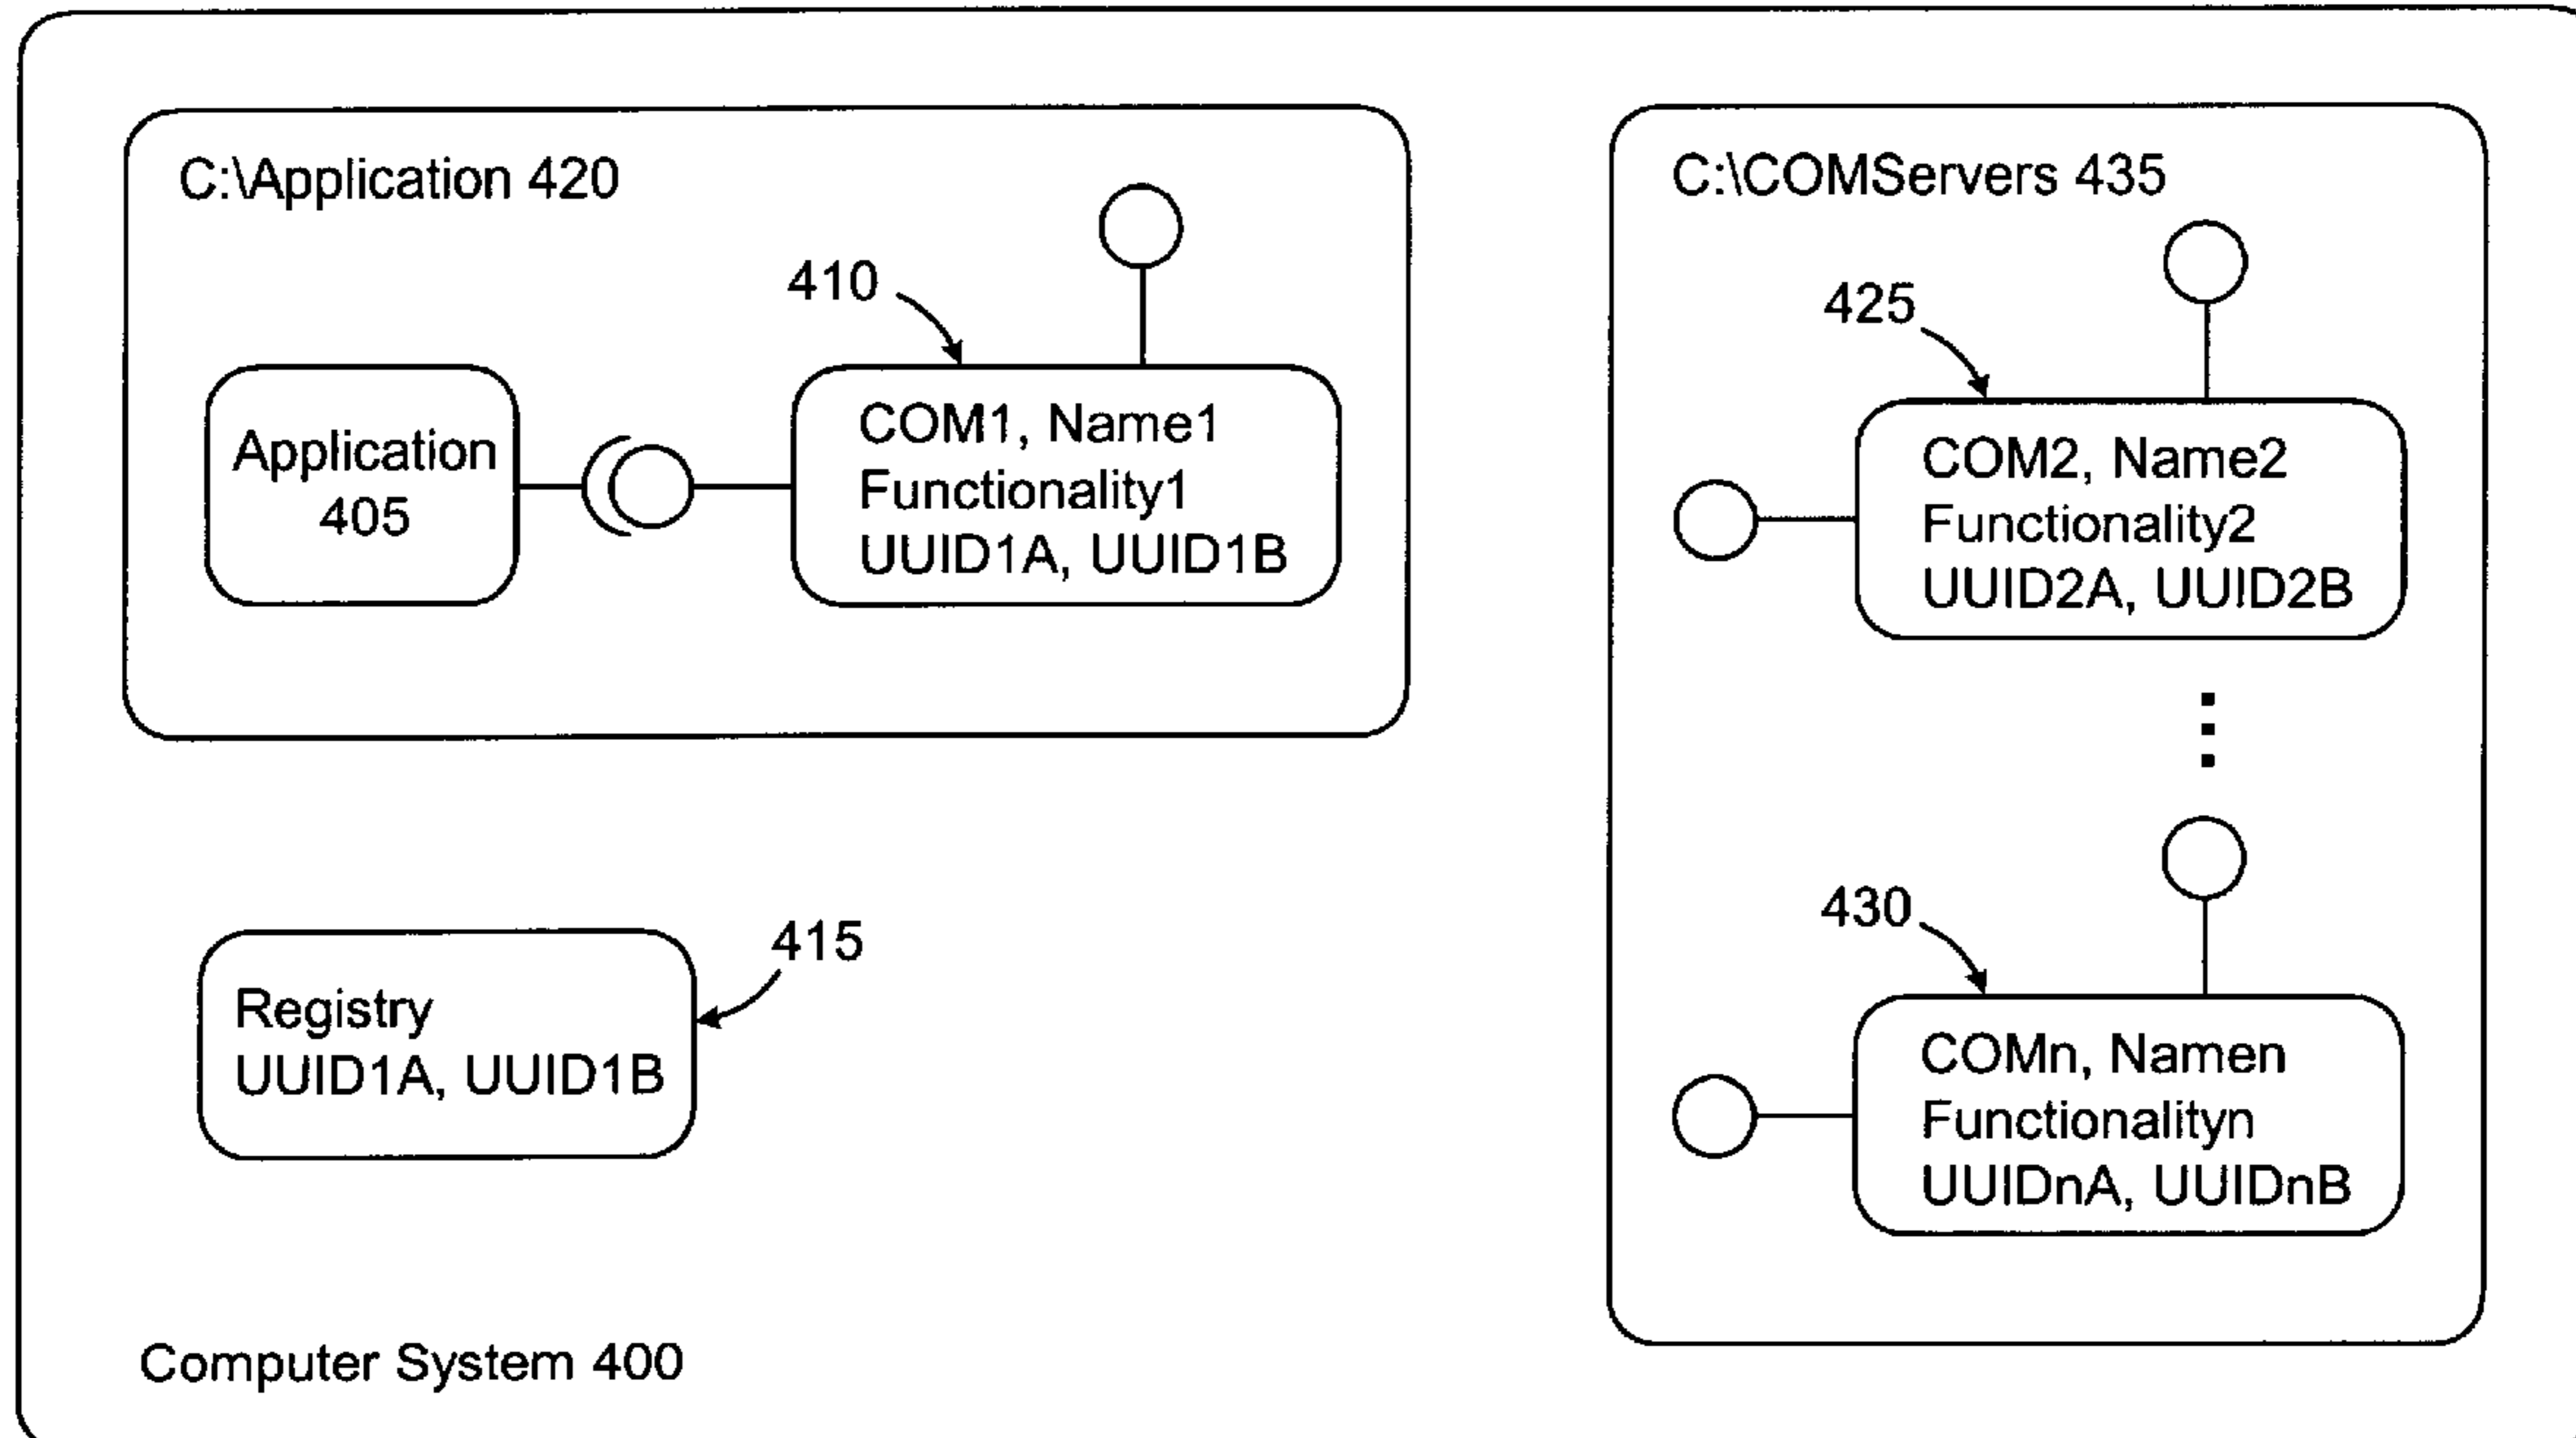 C:\Application 420
410
Application
405
COM1, Name1
Functionality1
UUID1A, UUID1B
C:\COMServers 435
425
COM2, Name2
Functionality2
UUID2A, UUID2B
430
COMn, Namen
Functionalityn
UUIDnA, UUIDnB
415
Registry
UUID1A, UUID1B
Computer System 400